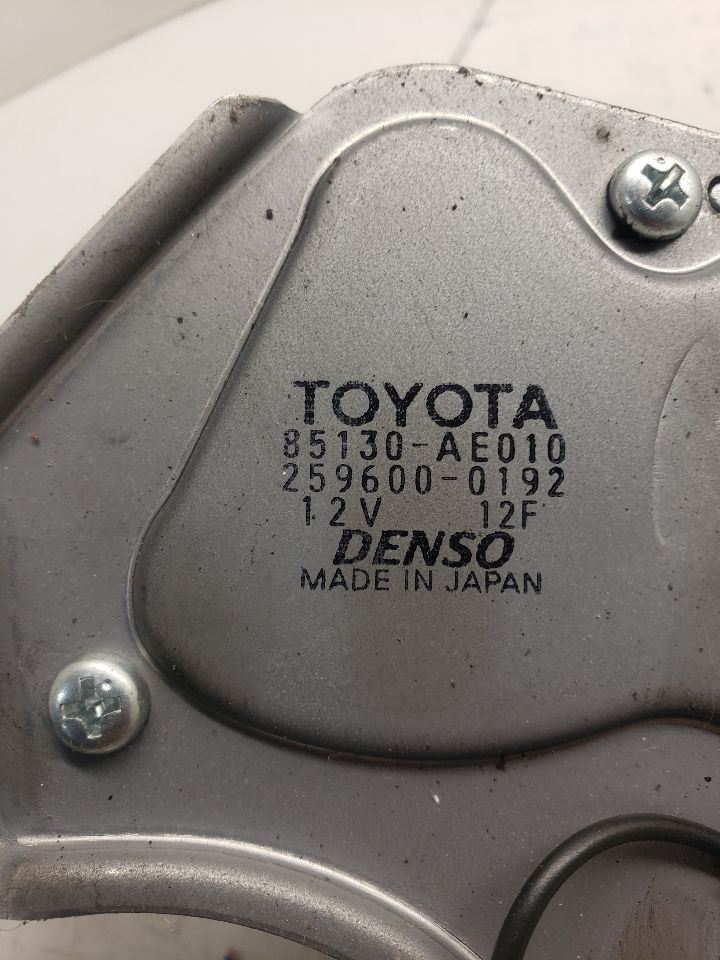 TOYOTA
85130-AE010
259600-0192
12V 12F
DENSO
MADE IN JAPAN